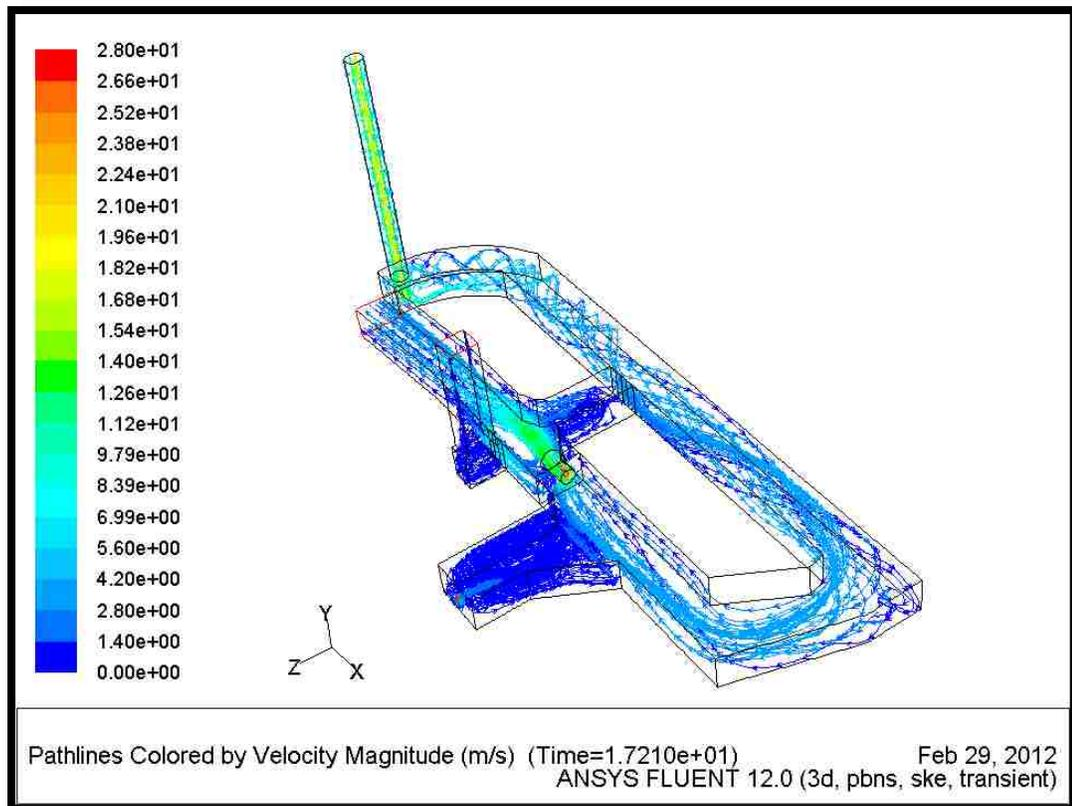 2.80e+01
2.66e+01
2.52e+01
2.38e+01
2.24e+01
2.10e+01
1.96e+01
1.82e+01
1.68e+01
1.54e+01
1.40e+01
1.26e+01
1.12e+01
9.79e+00
8.39e+00
6.99e+00
5.60e+00
4.20e+00
2.80e+00
1.40e+00
0.00e+00
Y
Z
X
Pathlines Colored by Velocity Magnitude (m/s) (Time=1.7210e+01)
Feb 29, 2012
ANSYS FLUENT 12.0 (3d, pbns, ske, transient)